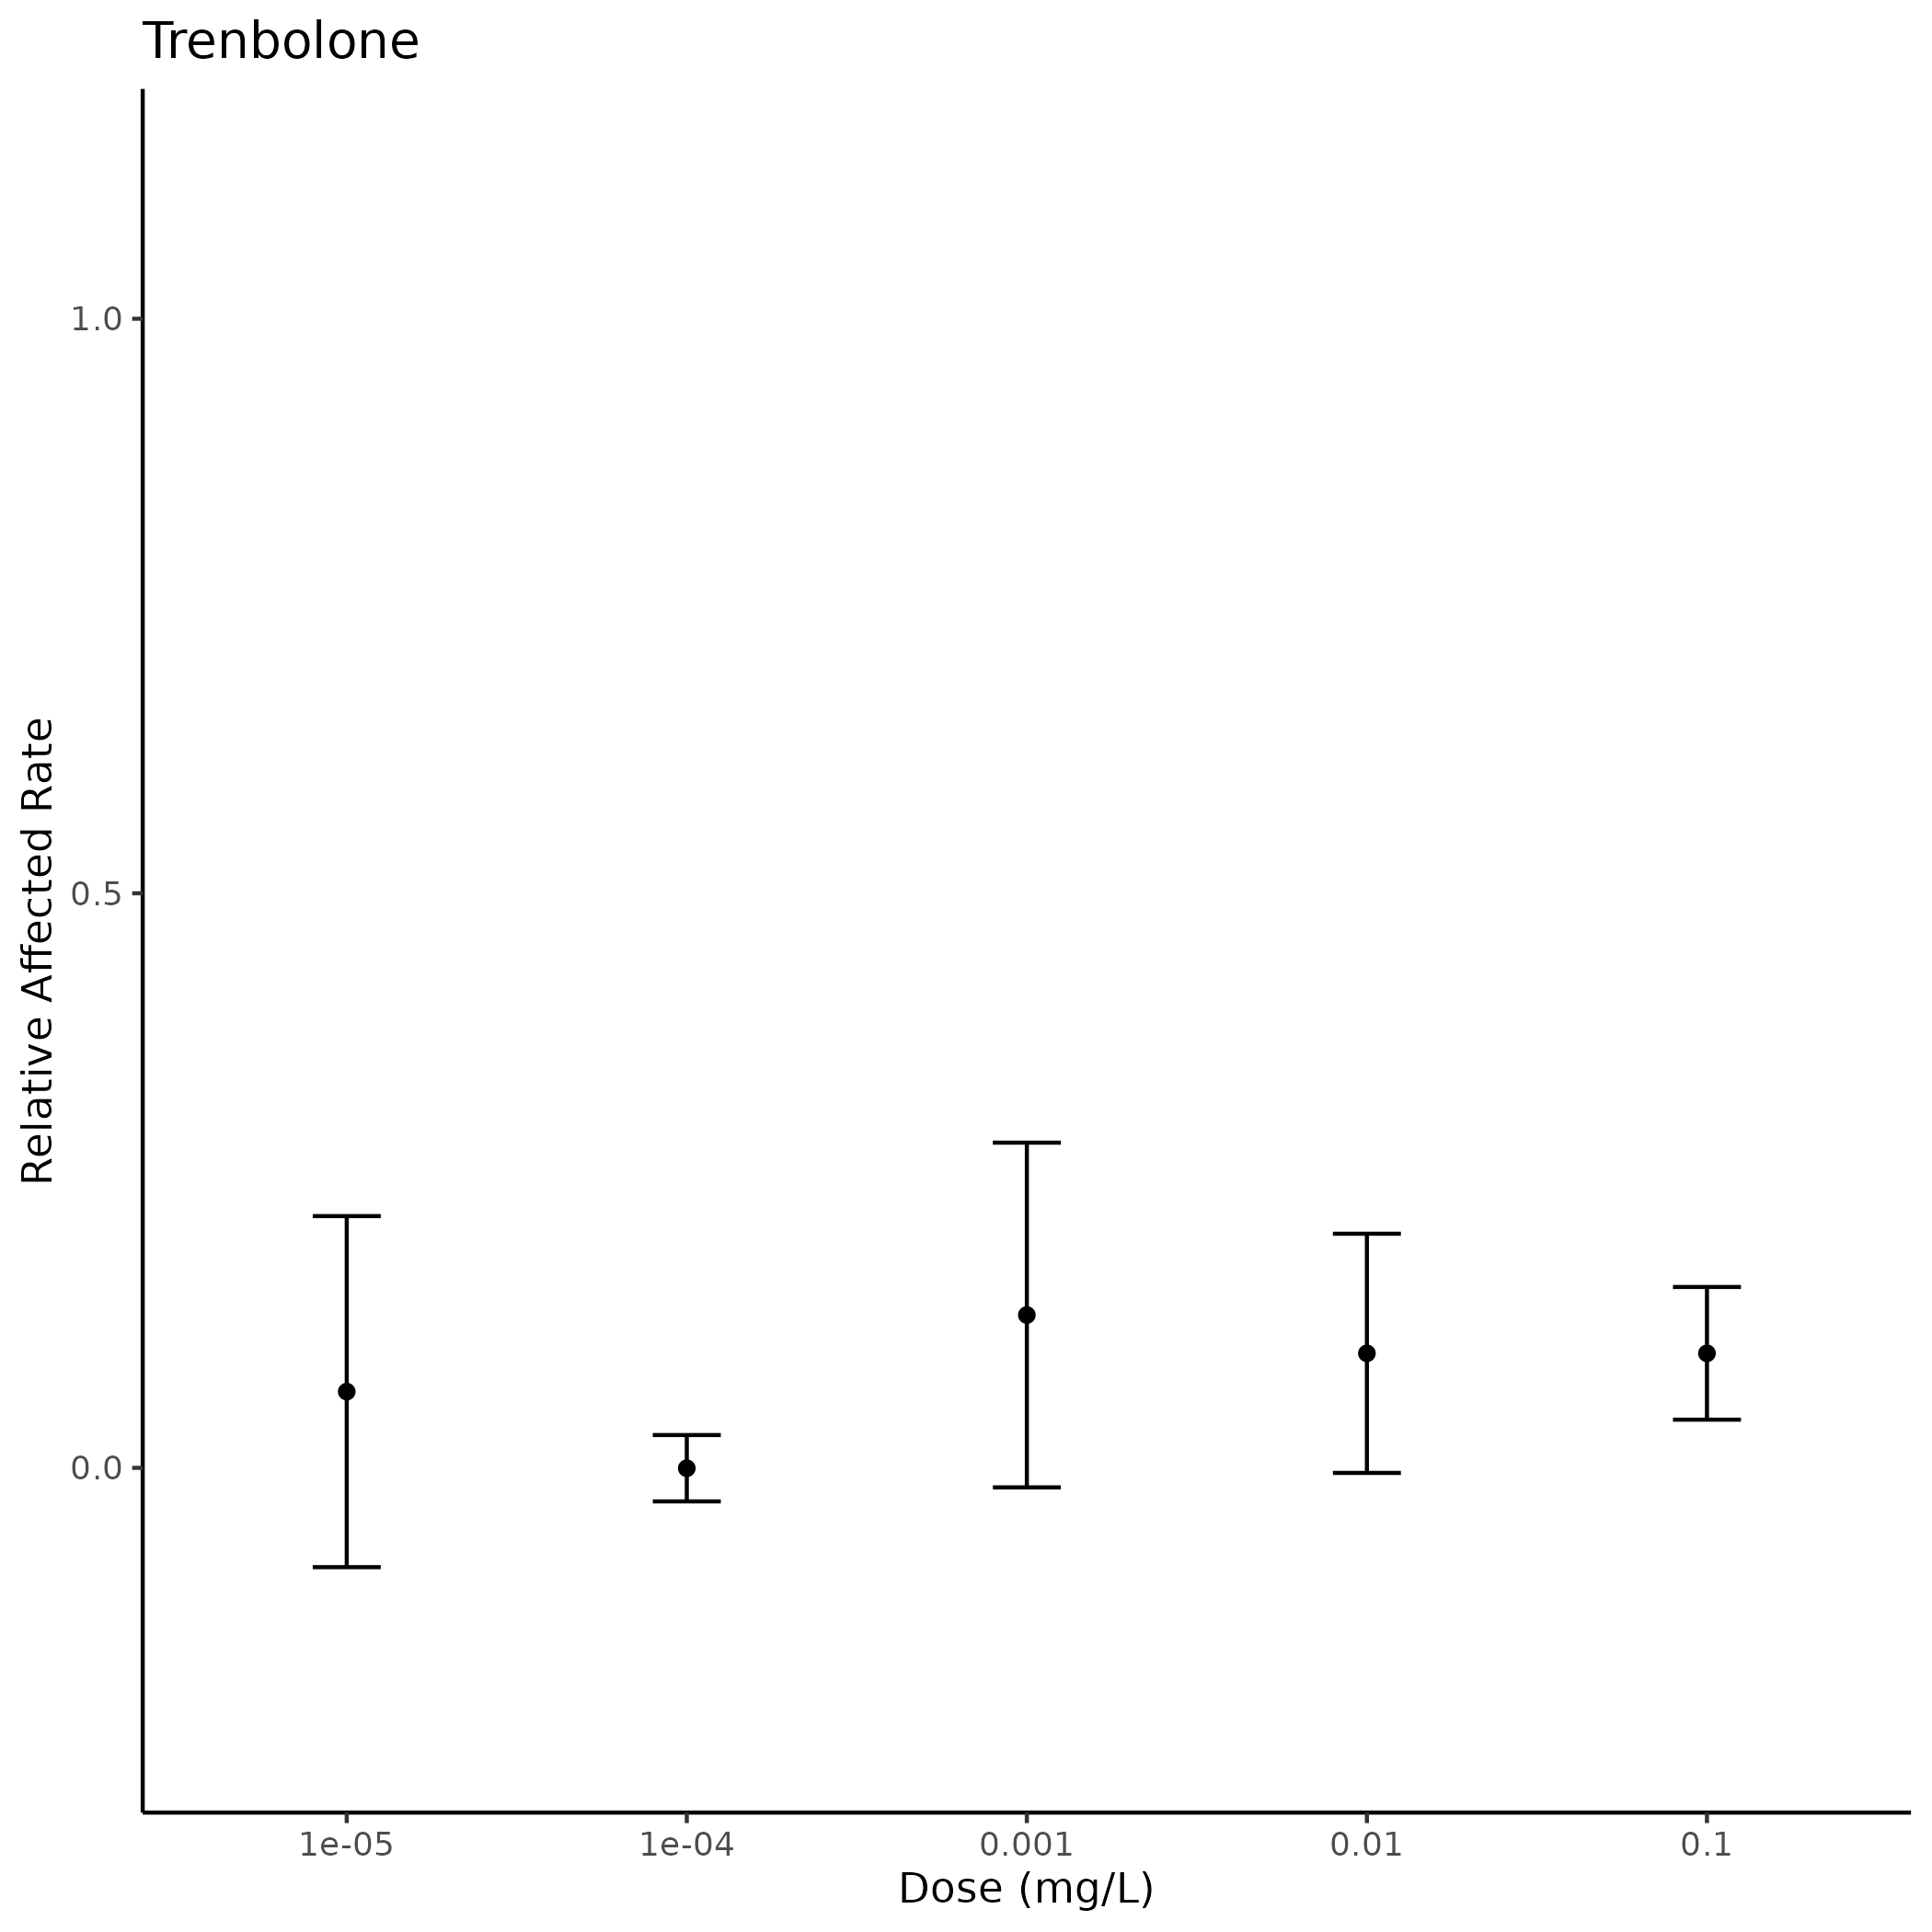 Trenbolone
Relative Affected Rate
1.0
0.5
0.0
1e-05
1e-04
0.001
0.01
0.1
Dose (mg/L)